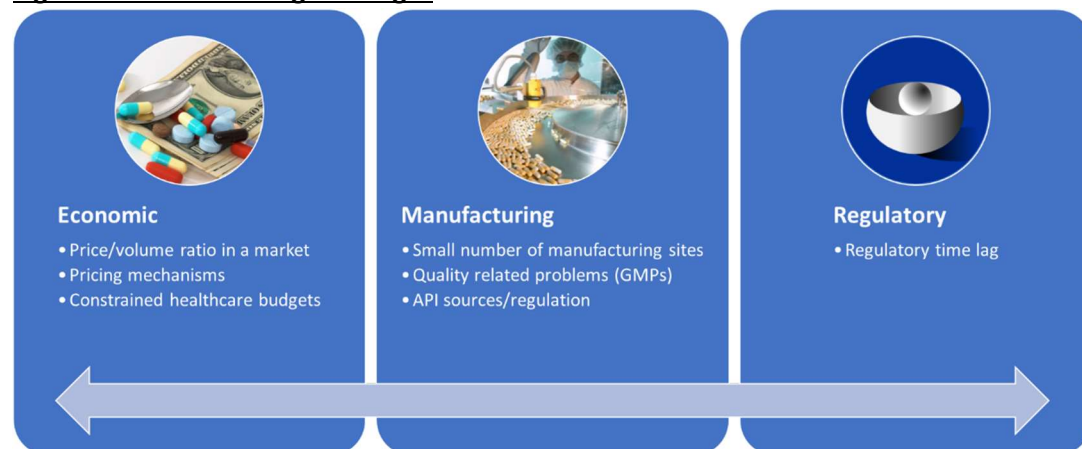 Economic
• Price/volume ratio in a market
• Pricing mechanisms
• Constrained healthcare budgets
Manufacturing
• Small number of manufacturing sites
• Quality related problems (GMPs)
• API sources/regulation
Regulatory
• Regulatory time lag